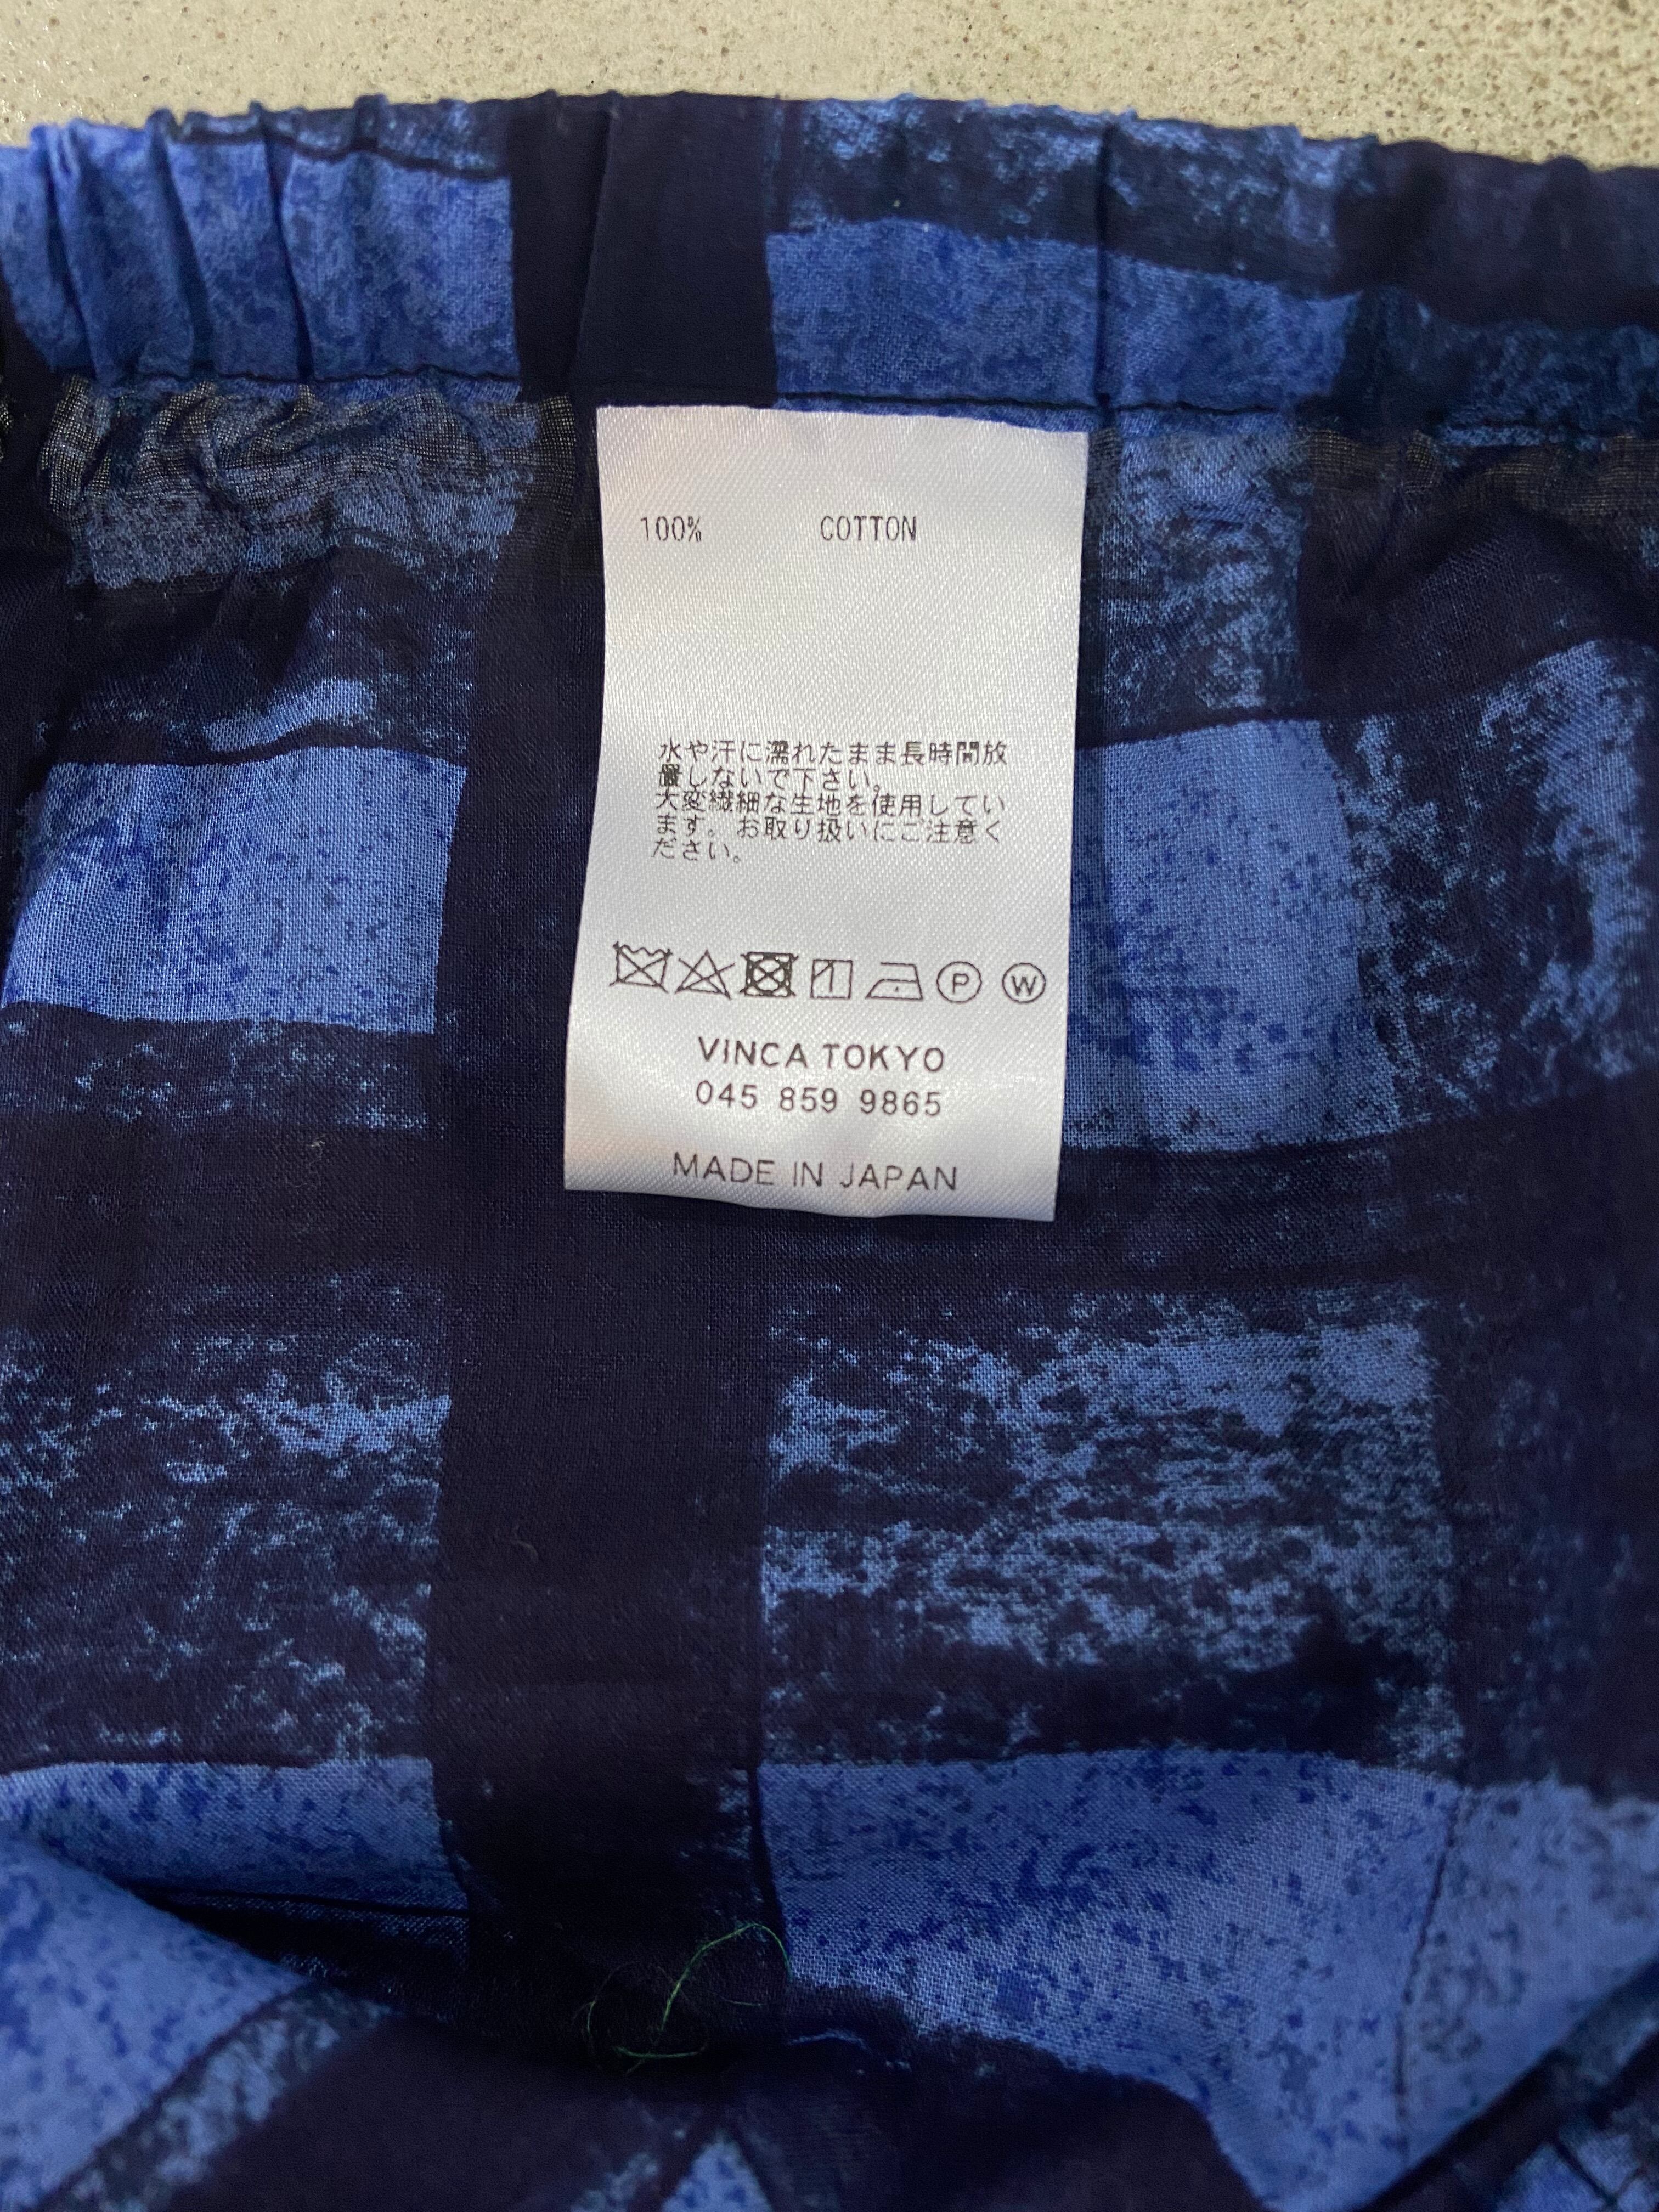 100% COTTON
水や汗に濡れたまま長時間放
置しないで下さい。
大変繊細な生地を使用してい
ます。お取り扱いにご注意く
ださい。
P W
VINCA TOKYO
045 859 9865
MADE IN JAPAN